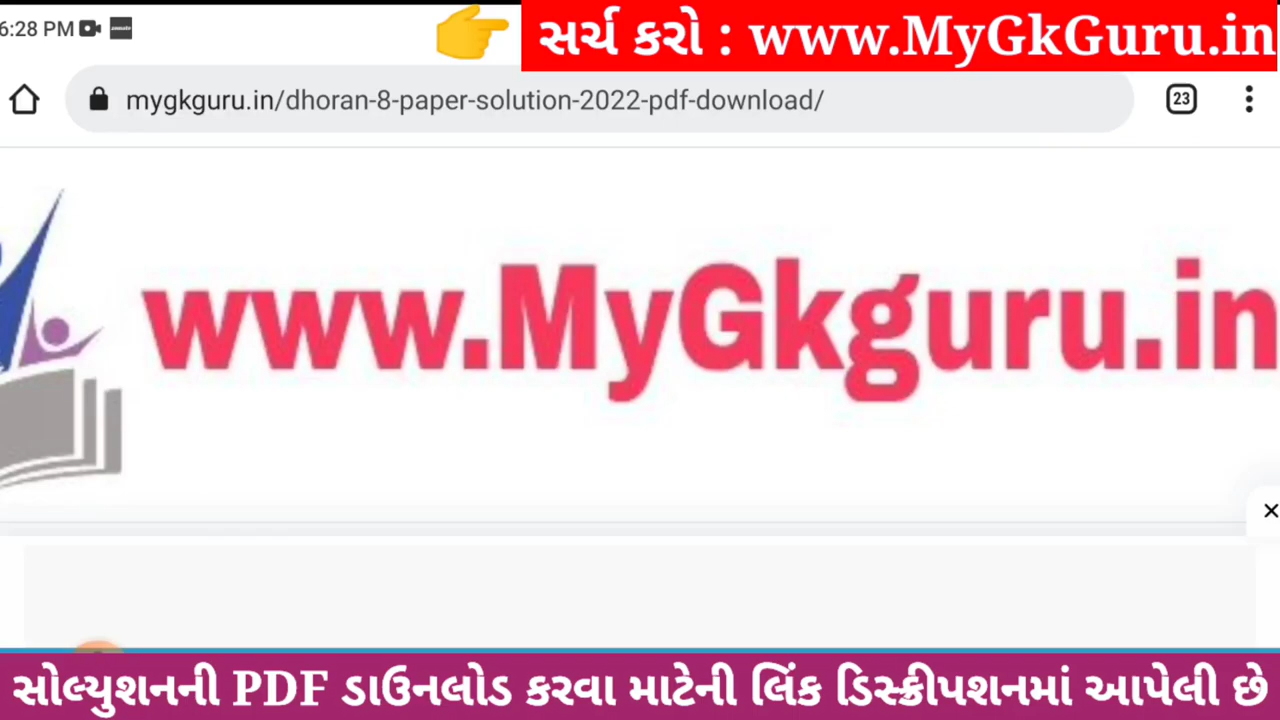 6:28 PM
સર્ચ કરો : www.MyGkGuru.in
mygkguru.in/dhoran-8-paper-solution-2022-pdf-download/
23
www.MyGkguru.in
સોલ્યુશનની PDF ડાઉનલોડ કરવા માટેની લિંક ડિસ્ક્રીપશનમાં આપેલી છે